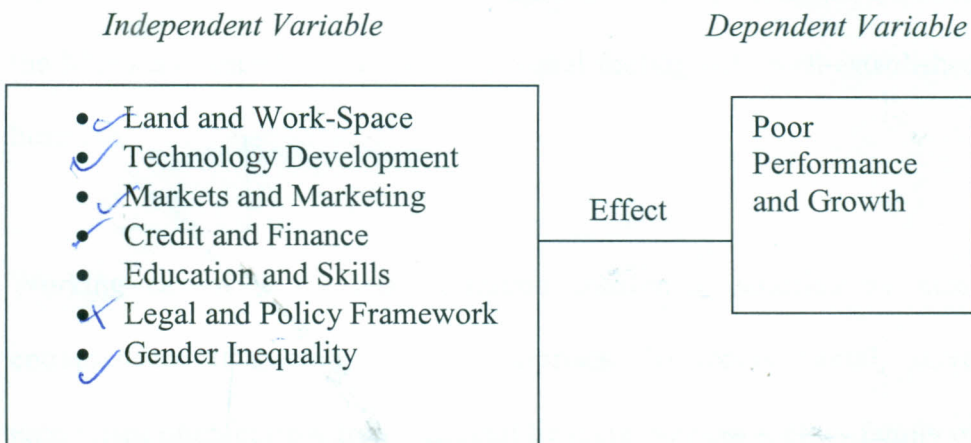 Independent Variable
Dependent Variable
• Land and Work-Space
• Technology Development
• Markets and Marketing
• Credit and Finance
• Education and Skills
• Legal and Policy Framework
• Gender Inequality
Effect
Poor
Performance
and Growth